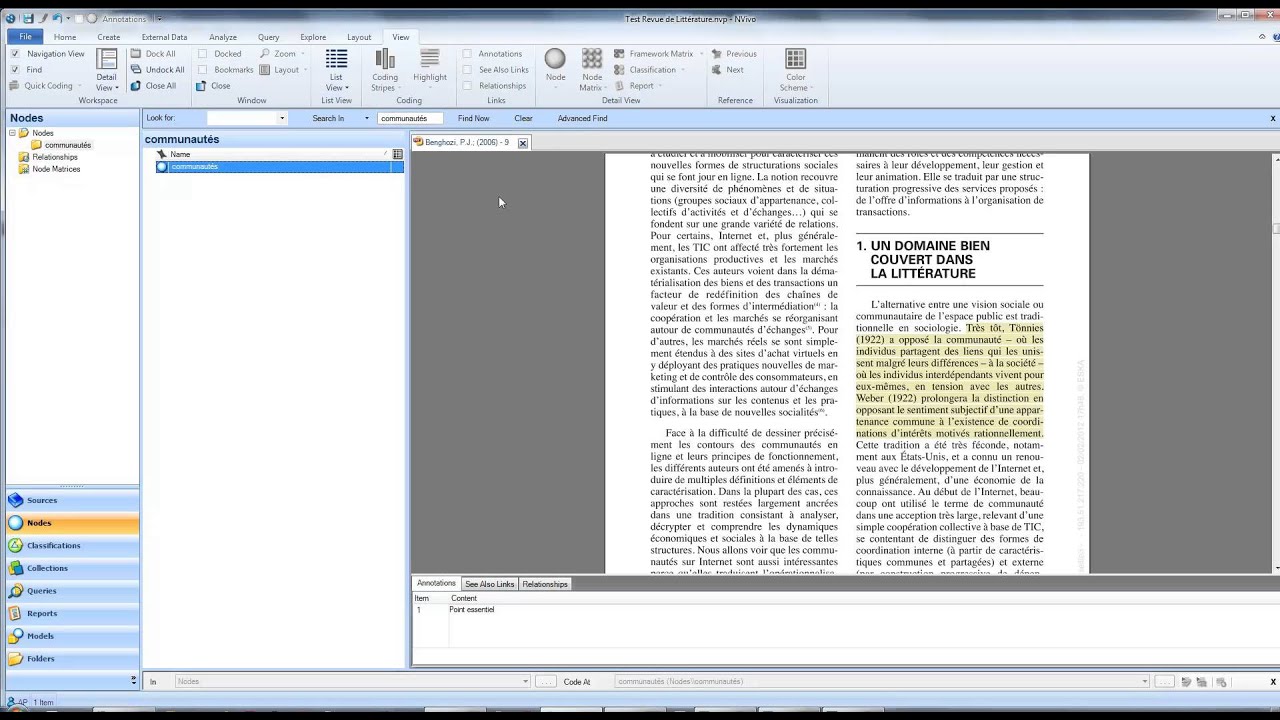 Annotations
Test Revue de Littérature.nvp - NVivo
File Home Create External Data Analyze Query Explore Layout View
Navigation View
Find
Quick Coding
Detail View
Dock All
Undock All
Close All
Workspace
Docked
Bookmarks
Close
Zoom
Layout
Window
List View
List View
Coding Stripes
Highlight
Coding
Annotations
See Also Links
Relationships
Links
Node
Node Matrix
Framework Matrix
Classification
Report
Detail View
Previous
Next
Reference
Color Scheme
Visualization
Nodes
Nodes
communautés
Relationships
Node Matrices
Sources
Nodes
Classifications
Collections
Queries
Reports
Models
Folders
Look for: Search In communautés Find Now Clear Advanced Find x
communautés
Name
communautés
Benghozi, P.J.; (2006) - 9
nouvelles formes de structurations sociales
qui se font jour en ligne. La notion recouvre
une diversité de phénomènes et de situa-
tions (groupes sociaux d'appartenance, col-
lectifs d'activités et d'échanges…) qui se
fondent sur une grande variété de relations.
Pour certains, Internet et, plus générale-
ment, les TIC ont affecté très fortement les
organisations productives et les marchés
existants. Ces auteurs voient dans la déma-
térialisation des biens et des transactions un
facteur de redéfinition des chaînes de
valeur et des formes d'intermédiation(4) : la
coopération et les marchés se réorganisant
autour de communautés d'échanges(5). Pour
d'autres, les marchés réels se sont simple-
ment étendus à des sites d'achat virtuels en
y déployant des pratiques nouvelles de mar-
keting et de contrôle des consommateurs, en
stimulant des interactions autour d'échanges
d'informations sur les contenus et les pra-
tiques, à la base de nouvelles socialités(6).
Face à la difficulté de dessiner précisé-
ment les contours des communautés en
ligne et leurs principes de fonctionnement,
les différents auteurs ont été amenés à intro-
duire de multiples définitions et éléments de
caractérisation. Dans la plupart des cas, ces
approches sont restées largement ancrées
dans une tradition consistant à analyser,
décrypter et comprendre les dynamiques
économiques et sociales à la base de telles
structures. Nous allons voir que les commu-
nautés sur Internet sont aussi intéressantes
saires à leur développement, leur gestion et
leur animation. Elle se traduit par une struc-
turation progressive des services proposés :
de l'offre d'informations à l'organisation de
transactions.
1. UN DOMAINE BIEN
COUVERT DANS
LA LITTÉRATURE
L'alternative entre une vision sociale ou
communautaire de l'espace public est tradi-
tionnelle en sociologie. Très tôt, Tönnies
(1922) a opposé la communauté – où les
individus partagent des liens qui les unis-
sent malgré leurs différences – à la société –
où les individus interdépendants vivent pour
eux-mêmes, en tension avec les autres.
Weber (1922) prolongera la distinction en
opposant le sentiment subjectif d'une appar-
tenance commune à l'existence de coordi-
nations d'intérêts motivés rationnellement.
Cette tradition a été très féconde, notam-
ment aux États-Unis, et a connu un renou-
veau avec le développement de l'Internet et,
plus généralement, d'une économie de la
connaissance. Au début de l'Internet, beau-
coup ont utilisé le terme de communauté
dans une acception très large, relevant d'une
simple coopération collective à base de TIC,
se contentant de distinguer des formes de
coordination interne (à partir de caractéris-
tiques communes et partagées) et externe
Annotations See Also Links Relationships
Item Content
1 Point essentiel
In Nodes ... Code At communautés (Nodes\\communautés) ... x
AP 1 Item